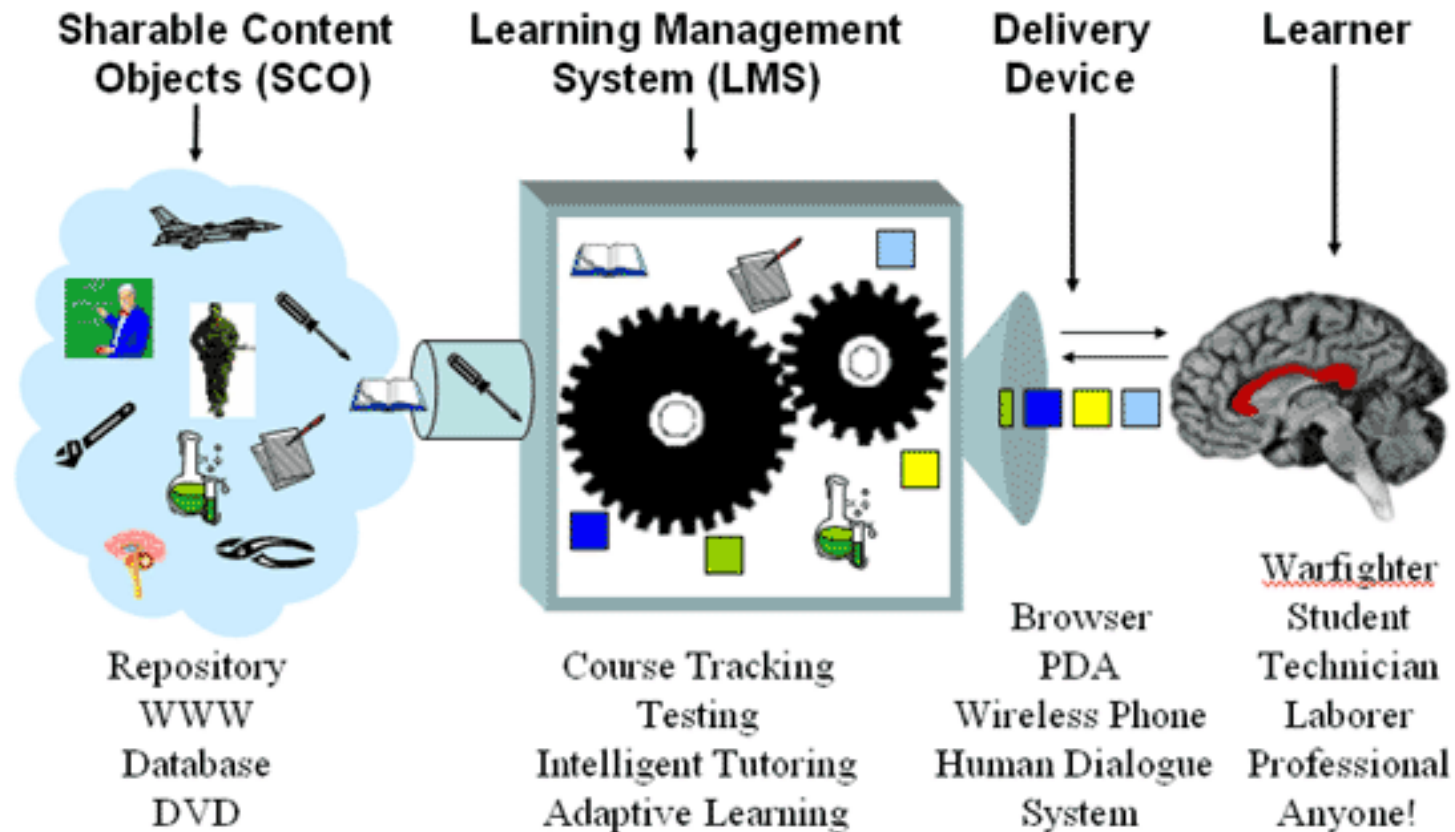 Sharable Content
Objects (SCO)
Learning Management
System (LMS)
Delivery
Device
Learner
Repository
WWW
Database
DVD
Course Tracking
Testing
Intelligent Tutoring
Adaptive Learning
Browser
PDA
Wireless Phone
Human Dialogue
System
Warfighter
Student
Technician
Laborer
Professional
Anyone!